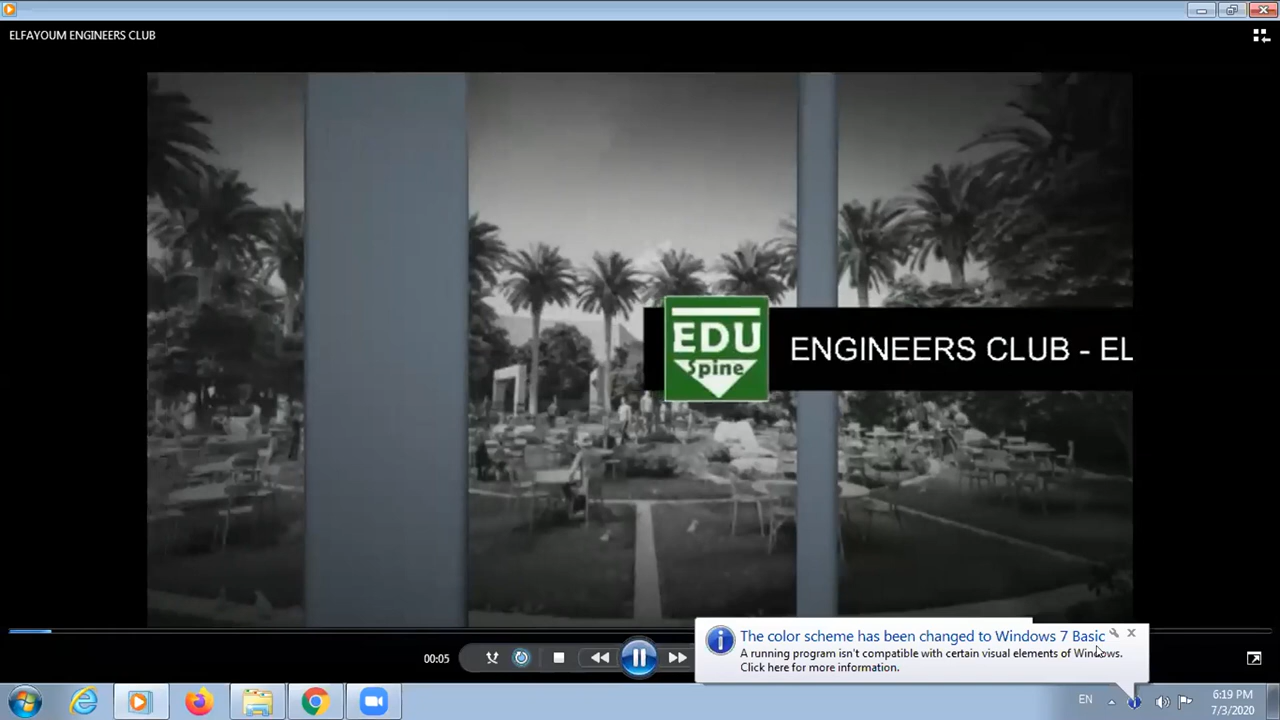 ELFAYOUM ENGINEERS CLUB
EDU
Spine
ENGINEERS CLUB - EL
00:05
The color scheme has been changed to Windows 7 Basic
A running program isn't compatible with certain visual elements of Windows.
Click here for more information.
EN
6:19 PM
7/3/2020